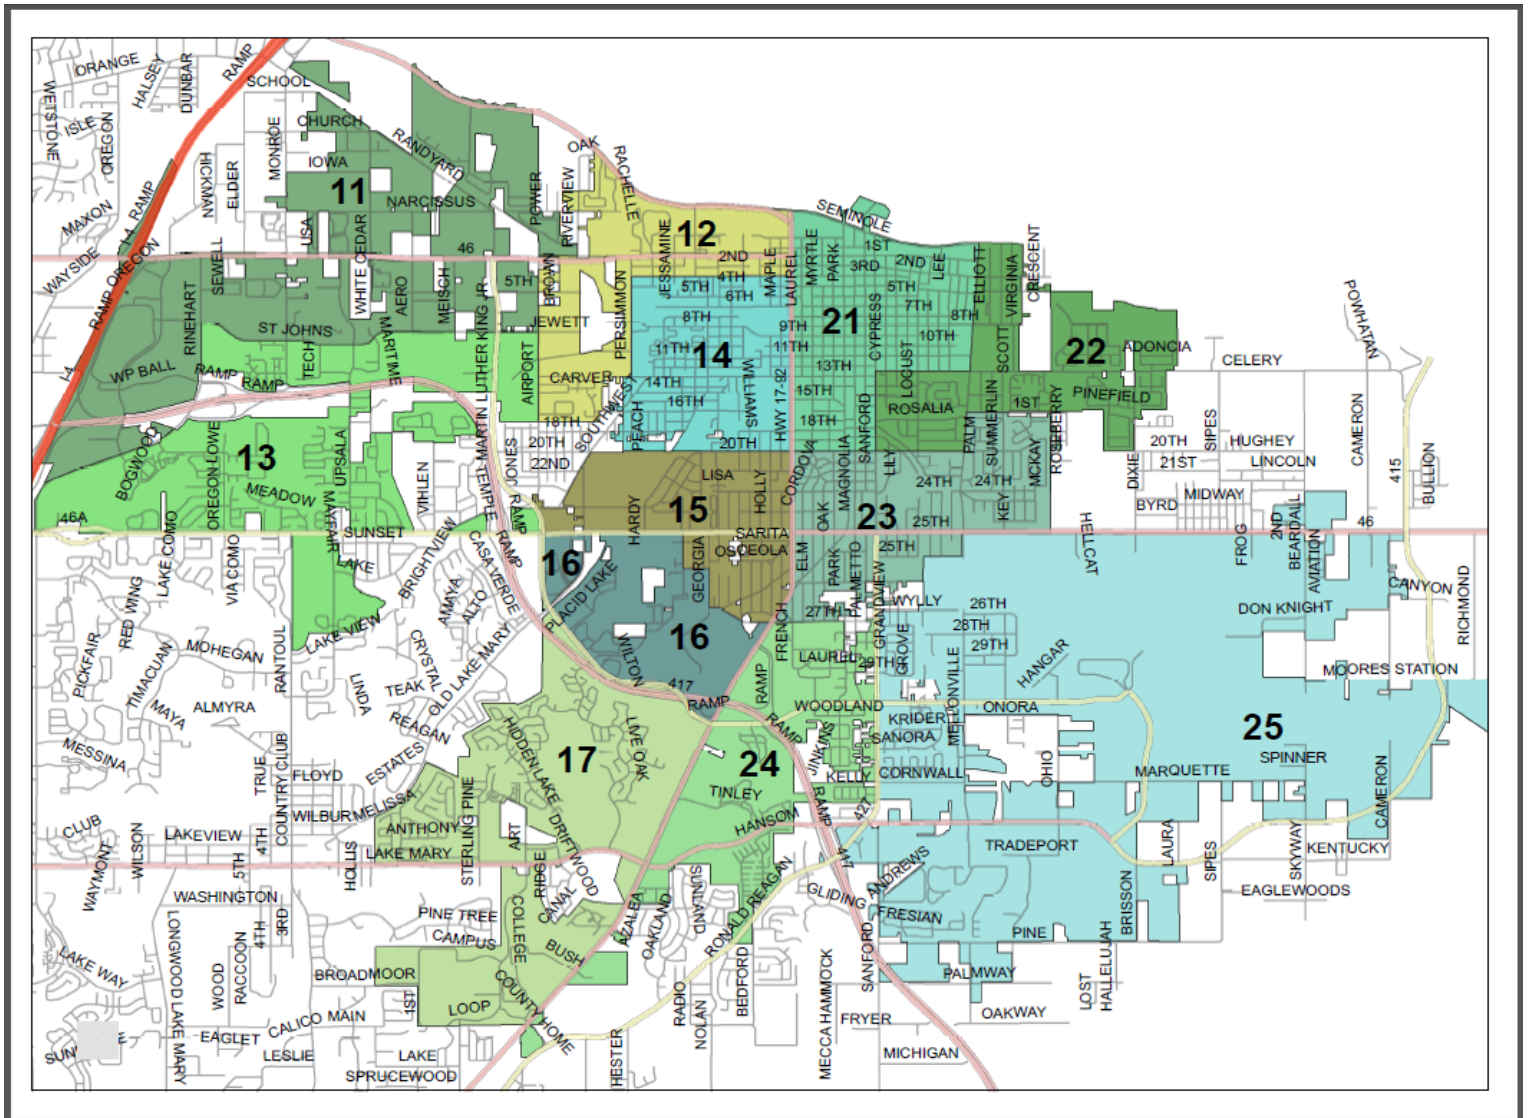 ORANGE
HALSEY
DUNBAR
RAMP
SCHOOL
WETSTONE
ISLE
OREGON
MONROE
CHURCH
RANDYARD
OAK
RACHELLE
HICKMAN
ELDER
IOWA
11
NARCISSUS
POWER
RIVERVIEW
MAXON
RAMP
I-4
LISA
WHITE CEDAR
46
12
JESSAMINE
2ND
MAPLE
LAUREL
SEMINOLE
MYRTLE
PARK
1ST
3RD
2ND
LEE
ELLIOTT
VIRGINIA
CRESCENT
WAYSIDE
RAMP OREGON
SEWELL
AERO
MEISCH
5TH
BROWN
PERSIMMON
4TH
5TH
6TH
5TH
7TH
8TH
POWHATAN
RINEHART
ST JOHNS
TECH
MARITIME
MARTIN LUTHER KING JR
JEWETT
8TH
9TH
21
CYPRESS
10TH
SCOTT
22
ADONCIA
CELERY
I-4
WP BALL
RAMP
RAMP
AIRPORT
CARVER
11TH
14
11TH
13TH
LOCUST
WILLIAMS
14TH
16TH
HWY 17-92
15TH
18TH
SANFORD
ROSALIA
PALM
SUMMERLIN
1ST
PINEFIELD
ROSEBERRY
SOUTHWEST
PEACH
18TH
20TH
22ND
20TH
JONES
BOGWOOD
OREGON LOWE
13
UPSALA
MEADOW
MAYFAIR
VIHLEN
TEMPLE
RAMP
LISA
HOLLY
CORDOVA
MAGNOLIA
LILY
24TH
24TH
KEY
MCKAY
DIXIE
20TH
21ST
SIPES
HUGHEY
LINCOLN
CAMERON
415
BULLION
46A
LAKE COMO
VIA COMO
SUNSET
LAKE
BRIGHTVIEW
CASA VERDE
RAMP
HARDY
15
SARITA
OSCEOLA
OAK
23
25TH
25TH
BYRD
MIDWAY
HELLCAT
FROG
2ND
BEARDALL
AVIATION
46
16
PLACID LAKE
GEORGIA
ELM
PARK
PALMETTO
GRANDVIEW
CANYON
RICHMOND
RED WING
AMAYA
ALTO
LAKE VIEW
OLD LAKE MARY
16
WILTON
FRENCH
27TH
WYLLY
26TH
28TH
29TH
DON KNIGHT
PICKFAIR
TIMACUAN
MOHEGAN
RANTOUL
CRYSTAL
LINDA
TEAK
417
RAMP
RAMP
LAUREL
29TH
GROVE
MELLONVILLE
HANGAR
MOORES STATION
MAYA
ALMYRA
REAGAN
HIDDEN LAKE
LIVE OAK
RAMP
WOODLAND
KRIDER
SANORA
ONORA
25
MESSINA
TRUE
COUNTRY CLUB
FLOYD
ESTATES
17
24
JINKINS
KELLY
CORNWALL
OHIO
MARQUETTE
SPINNER
CAMERON
WILBUR
MELISSA
STERLING PINE
TINLEY
HANSOM
RAMP
427
CLUB
WILSON
LAKEVIEW
4TH
5TH
HOLLIS
ANTHONY
LAKE MARY
ART
DRIFTWOOD
TRADEPORT
LAURA
SIPES
SKYWAY
KENTUCKY
WAYMONT
WASHINGTON
RIDGE
CANAL
AZALEA
OAKLAND
SUNLAND
RONALD REAGAN
417
GLIDING
ANDREWS
FRESIAN
BRISSON
EAGLEWOODS
LONGWOOD LAKE MARY
4TH
3RD
PINE TREE
CAMPUS
COLLEGE
BUSH
SANFORD
PINE
LAKE WAY
WOOD
RACCOON
BROADMOOR
1ST
LOOP
COUNTY HOME
RADIO
NOLAN
BEDFORD
MECCA HAMMOCK
PALMWAY
LOST
HALLELUJAH
OAKWAY
CALICO
MAIN
EAGLET
LESLIE
LAKE
SPRUCEWOOD
HESTER
FRYER
MICHIGAN